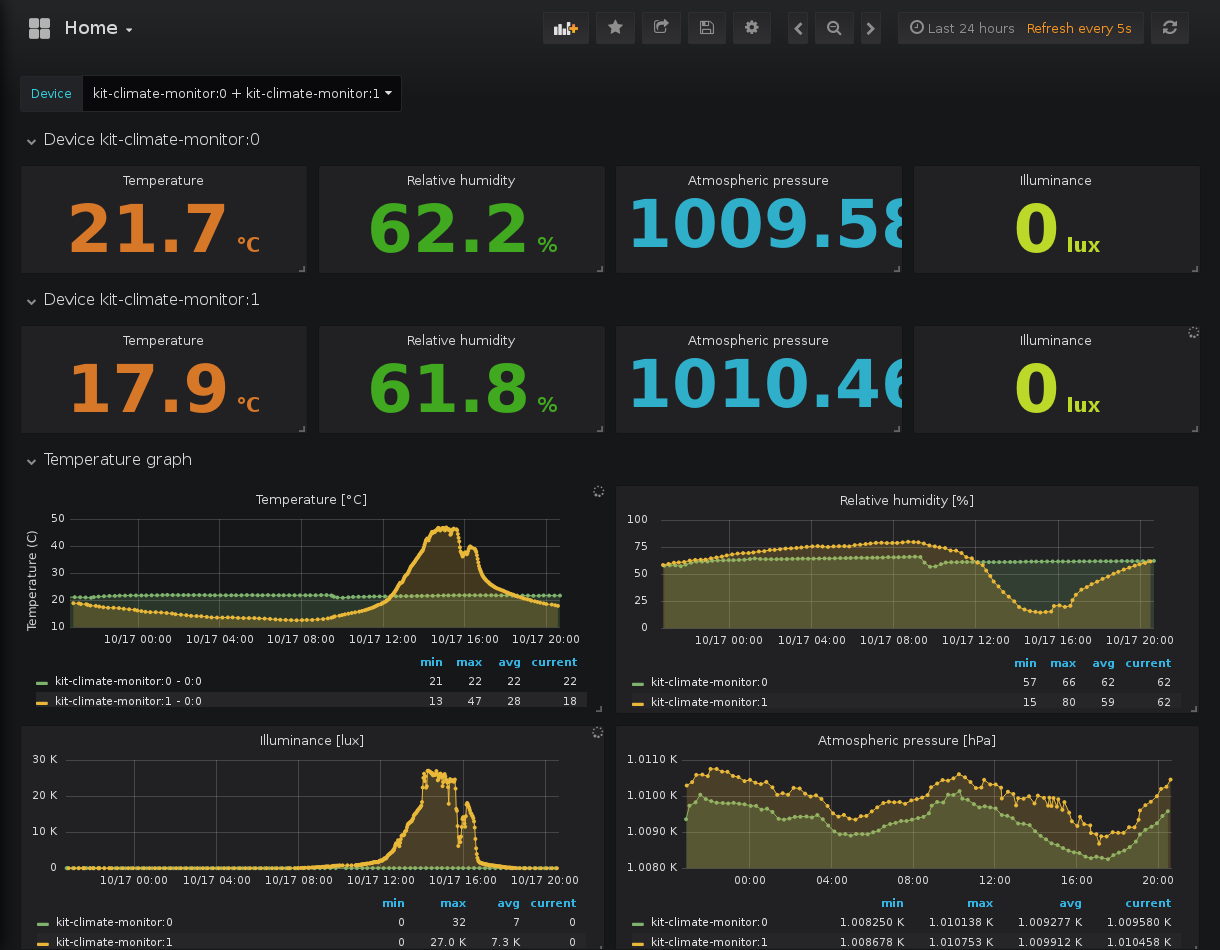 Home
Last 24 hours Refresh every 5s
Device kit-climate-monitor:0 + kit-climate-monitor:1
Device kit-climate-monitor:0
Temperature
21.7 °C
Relative humidity
62.2 %
Atmospheric pressure
1009.58
Illuminance
0 lux
Device kit-climate-monitor:1
Temperature
17.9 °C
Relative humidity
61.8 %
Atmospheric pressure
1010.46
Illuminance
0 lux
Temperature graph
Temperature [°C]
Temperature (C)
50
40
30
20
10
10/17 00:00 10/17 04:00 10/17 08:00 10/17 12:00 10/17 16:00 10/17 20:00
min max avg current
kit-climate-monitor:0 - 0:0 21 22 22 22
kit-climate-monitor:1 - 0:0 13 47 28 18
Relative humidity [%]
100
75
50
25
0
10/17 00:00 10/17 04:00 10/17 08:00 10/17 12:00 10/17 16:00 10/17 20:00
min max avg current
kit-climate-monitor:0 57 66 62 62
kit-climate-monitor:1 15 80 59 62
Illuminance [lux]
30 K
20 K
10 K
0
10/17 00:00 10/17 04:00 10/17 08:00 10/17 12:00 10/17 16:00 10/17 20:00
min max avg current
kit-climate-monitor:0 0 32 7 0
kit-climate-monitor:1 0 27.0 K 7.3 K 0
Atmospheric pressure [hPa]
1.0110 K
1.0100 K
1.0090 K
1.0080 K
00:00 04:00 08:00 12:00 16:00 20:00
min max avg current
kit-climate-monitor:0 1.008250 K 1.010138 K 1.009277 K 1.009580 K
kit-climate-monitor:1 1.008678 K 1.010753 K 1.009912 K 1.010458 K